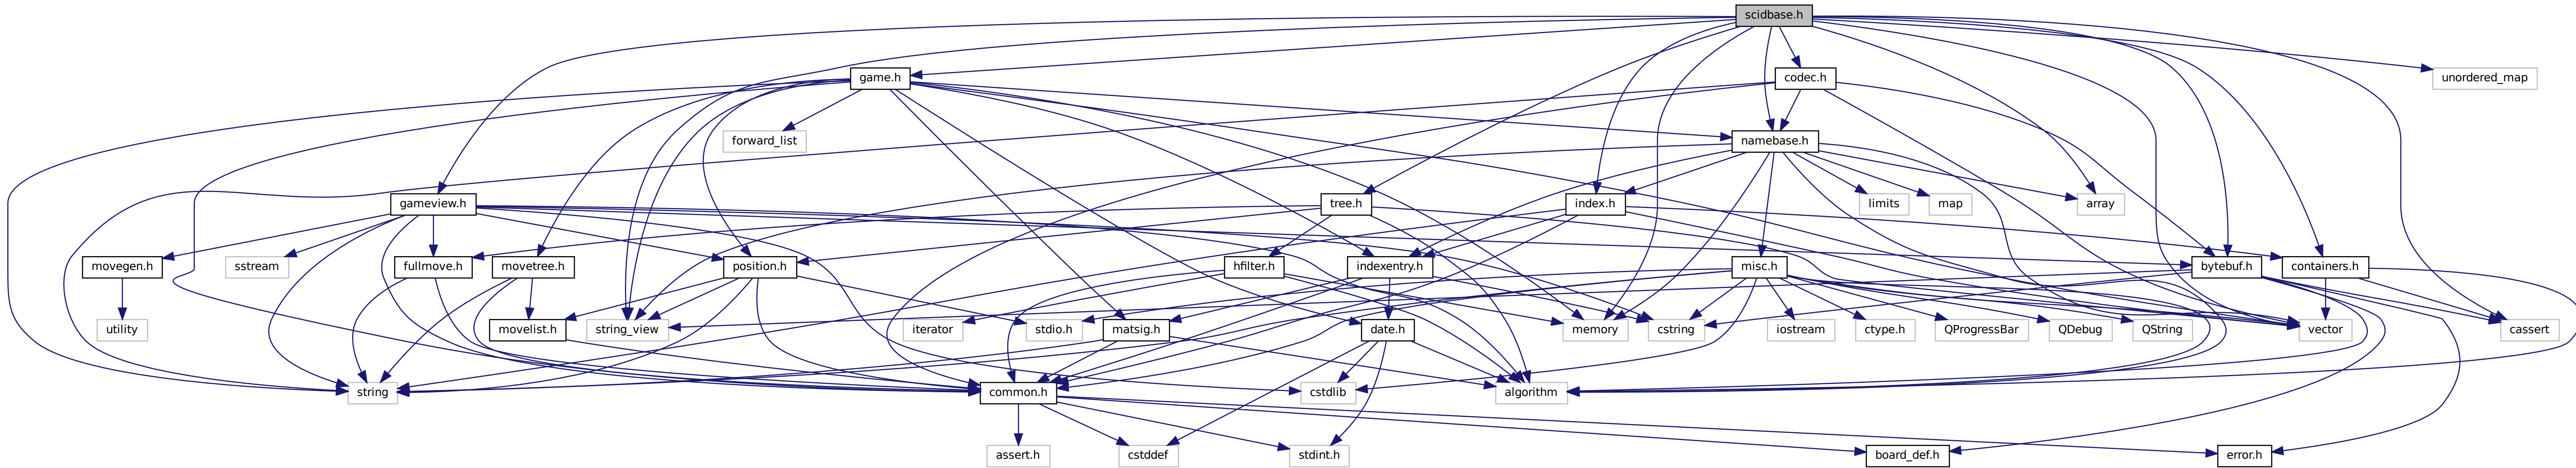 scidbase.h
game.h
codec.h
unordered_map
forward_list
namebase.h
gameview.h
tree.h
index.h
limits
map
array
movegen.h
sstream
fullmove.h
movetree.h
position.h
hfilter.h
indexentry.h
misc.h
bytebuf.h
containers.h
utility
movelist.h
string_view
iterator
stdio.h
matsig.h
date.h
memory
cstring
iostream
ctype.h
QProgressBar
QDebug
QString
vector
cassert
string
common.h
cstdlib
algorithm
assert.h
cstddef
stdint.h
board_def.h
error.h